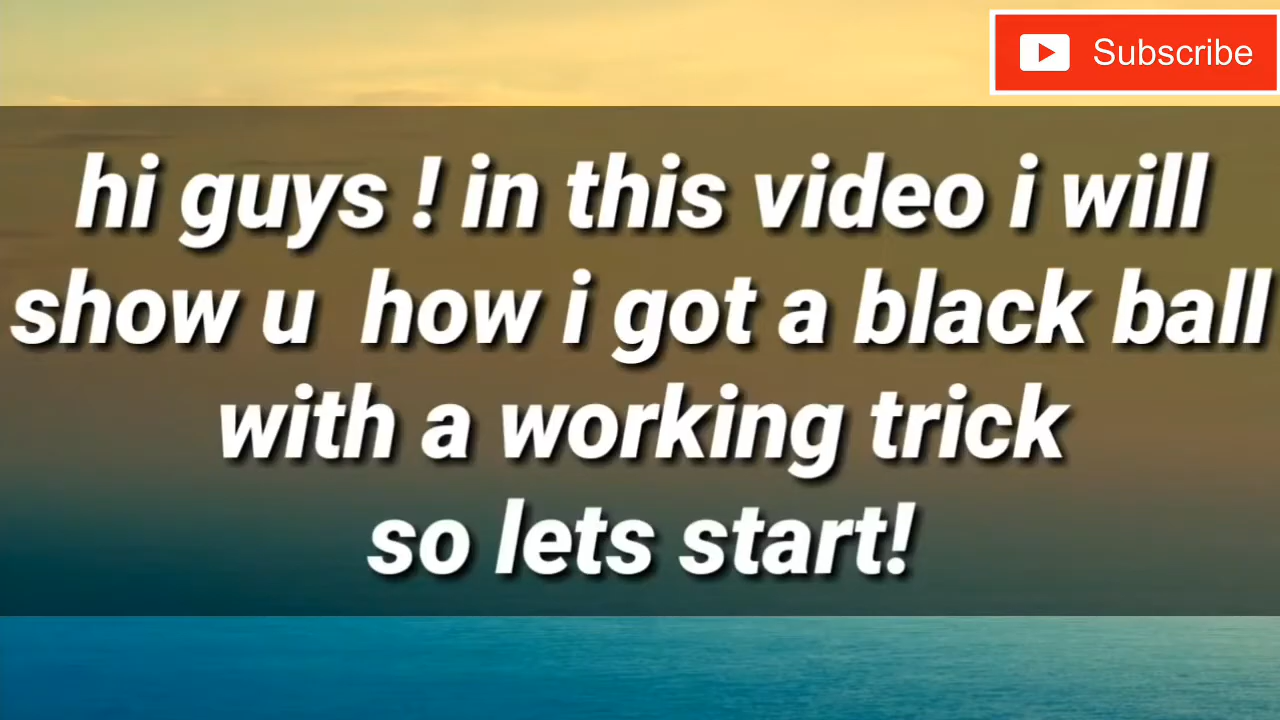 Subscribe
hi guys ! in this video i will
show u  how i got a black ball
with a working trick
so lets start!